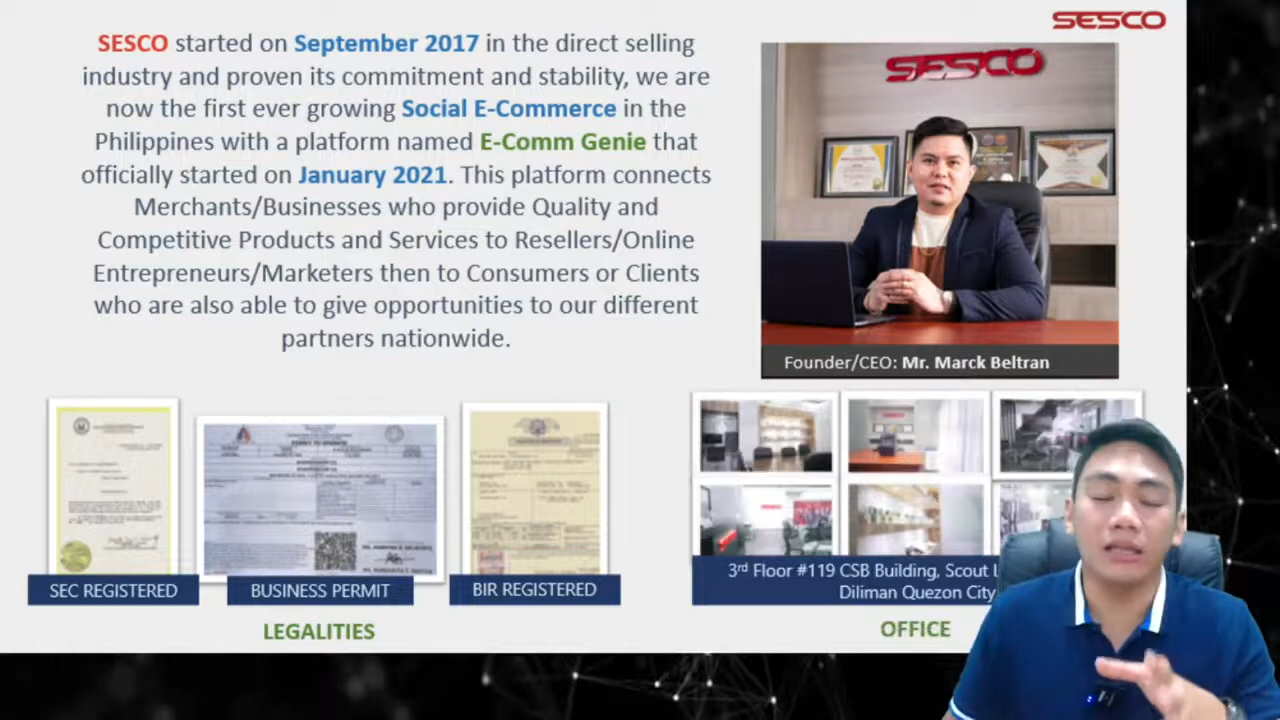 SESCO
SESCO started on September 2017 in the direct selling
industry and proven its commitment and stability, we are
now the first ever growing Social E-Commerce in the
Philippines with a platform named E-Comm Genie that
officially started on January 2021. This platform connects
Merchants/Businesses who provide Quality and
Competitive Products and Services to Resellers/Online
Entrepreneurs/Marketers then to Consumers or Clients
who are also able to give opportunities to our different
partners nationwide.
SESCO
Founder/CEO: Mr. Marck Beltran
SEC REGISTERED
BUSINESS PERMIT
BIR REGISTERED
LEGALITIES
3rd Floor #119 CSB Building, Scout
Diliman Quezon City
OFFICE